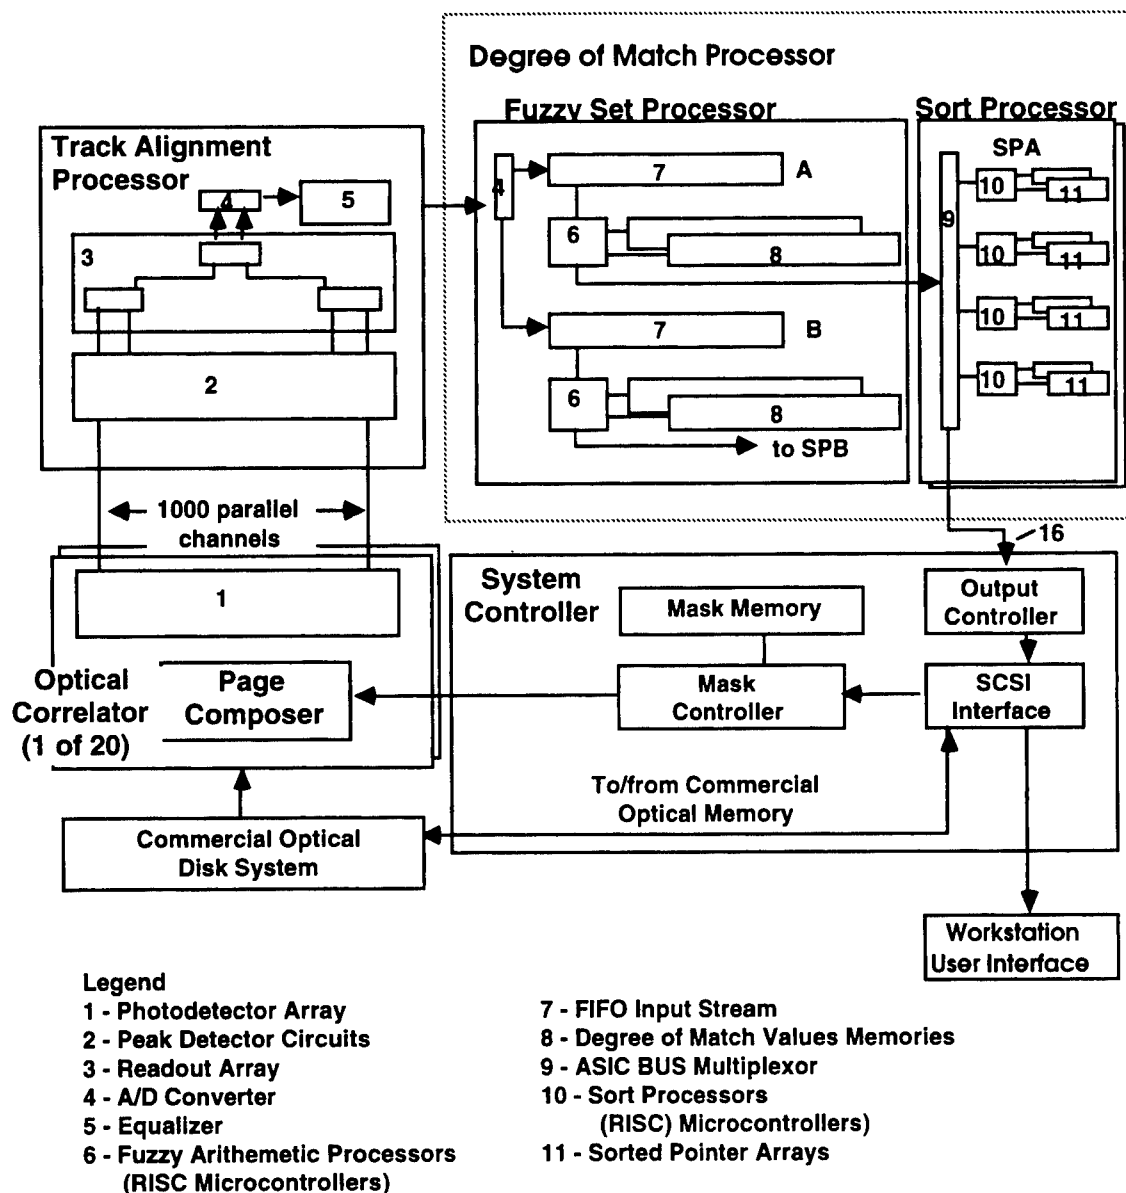 Degree of Match Processor
Fuzzy Set Processor
Sort Processor
Track Alignment
Processor
4
5
3
2
4
7
A
6
8
7
B
6
8
to SPB
SPA
9
10
11
10
11
10
11
10
11
1000 parallel
channels
16
1
Optical
Correlator
(1 of 20)
Page
Composer
System
Controller
Mask Memory
Mask
Controller
Output
Controller
SCSI
Interface
To/from Commercial
Optical Memory
Commercial Optical
Disk System
Workstation
User Interface
Legend
1 - Photodetector Array
2 - Peak Detector Circuits
3 - Readout Array
4 - A/D Converter
5 - Equalizer
6 - Fuzzy Arithemetic Processors
(RISC Microcontrollers)
7 - FIFO Input Stream
8 - Degree of Match Values Memories
9 - ASIC BUS Multiplexor
10 - Sort Processors
(RISC) Microcontrollers)
11 - Sorted Pointer Arrays